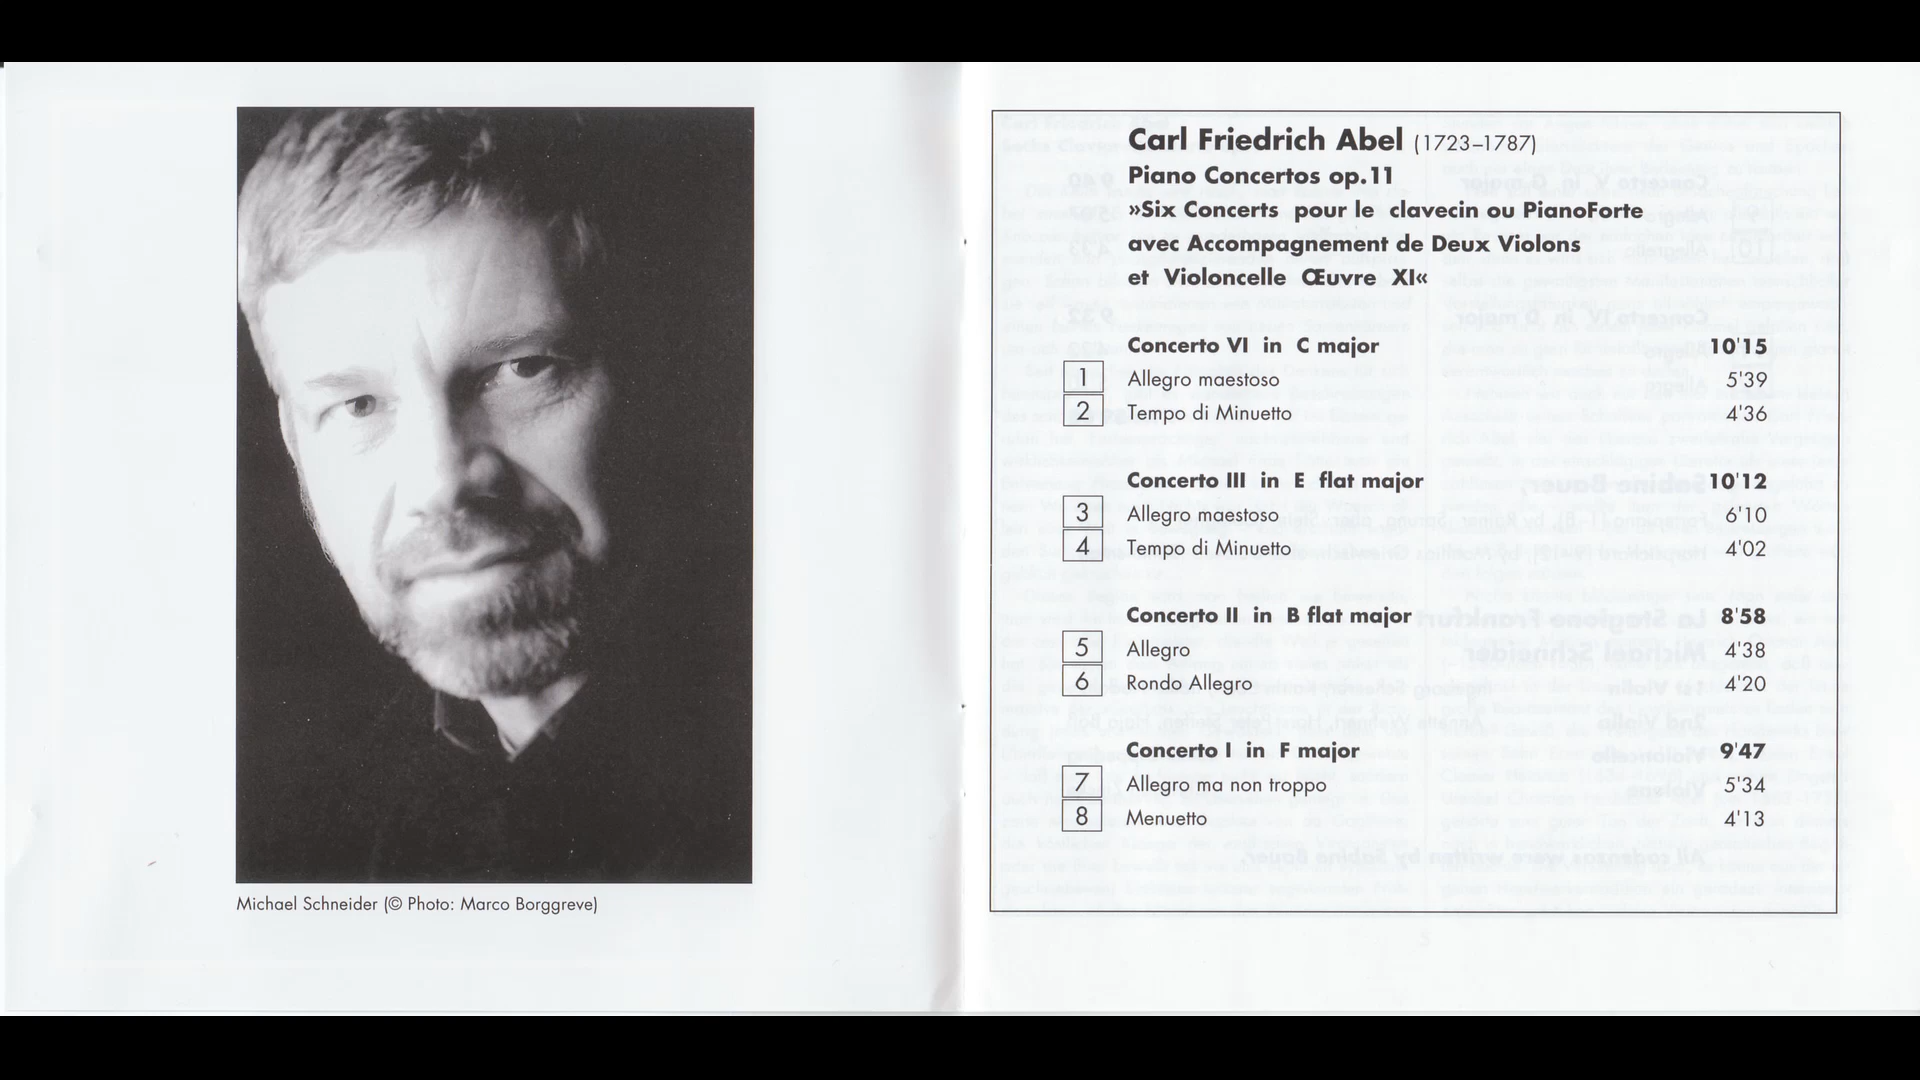 Michael Schneider (© Photo: Marco Borggreve)
Carl Friedrich Abel (1723–1787)
Piano Concertos op.11
»Six Concerts pour le clavecin ou PianoForte
avec Accompagnement de Deux Violons
et Violoncelle Œuvre XI«
Concerto VI in C major 10'15
1 Allegro maestoso 5'39
2 Tempo di Minuetto 4'36
Concerto III in E flat major 10'12
3 Allegro maestoso 6'10
4 Tempo di Minuetto 4'02
Concerto II in B flat major 8'58
5 Allegro 4'38
6 Rondo Allegro 4'20
Concerto I in F major 9'47
7 Allegro ma non troppo 5'34
8 Menuetto 4'13